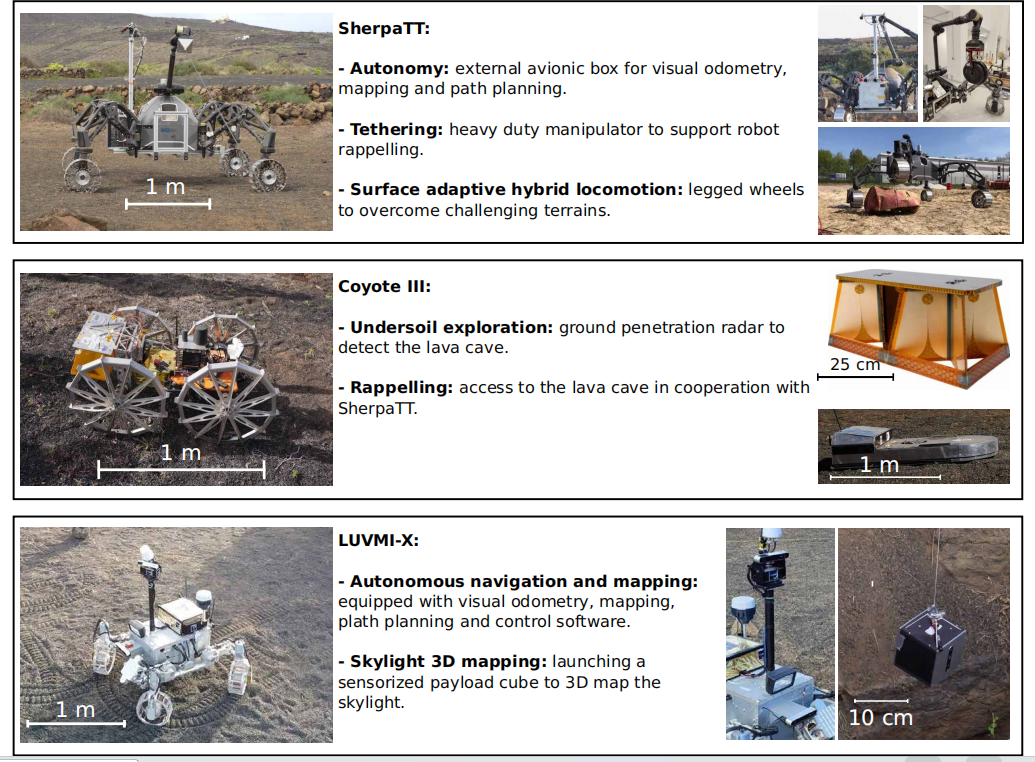 SherpaTT:
- Autonomy: external avionic box for visual odometry,
mapping and path planning.
- Tethering: heavy duty manipulator to support robot
rappelling.
- Surface adaptive hybrid locomotion: legged wheels
to overcome challenging terrains.
1 m
Coyote III:
- Undersoil exploration: ground penetration radar to
detect the lava cave.
- Rappelling: access to the lava cave in cooperation with
SherpaTT.
1 m
25 cm
1 m
LUVMI-X:
- Autonomous navigation and mapping:
equipped with visual odometry, mapping,
plath planning and control software.
- Skylight 3D mapping: launching a
sensorized payload cube to 3D map the
skylight.
1 m
10 cm